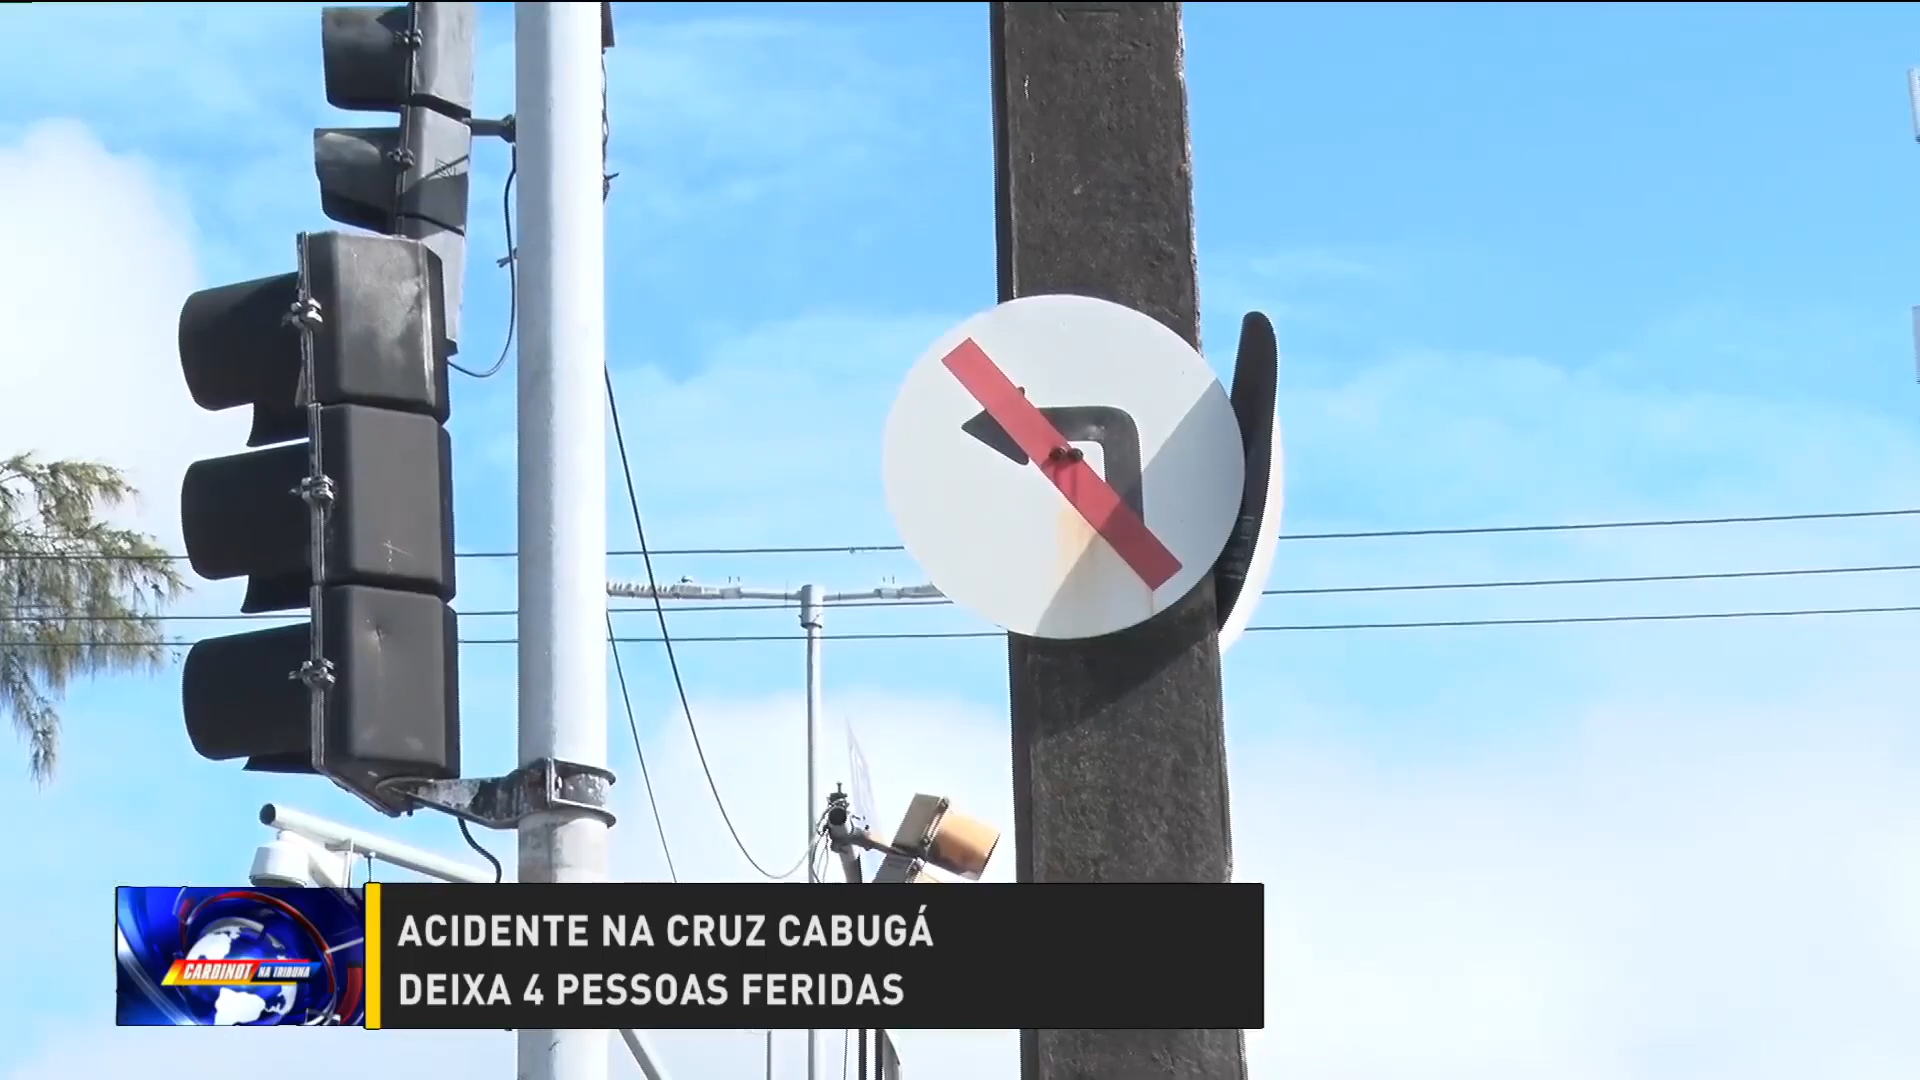 CARDINOT NA TRIBUNA
ACIDENTE NA CRUZ CABUGÁ
DEIXA 4 PESSOAS FERIDAS